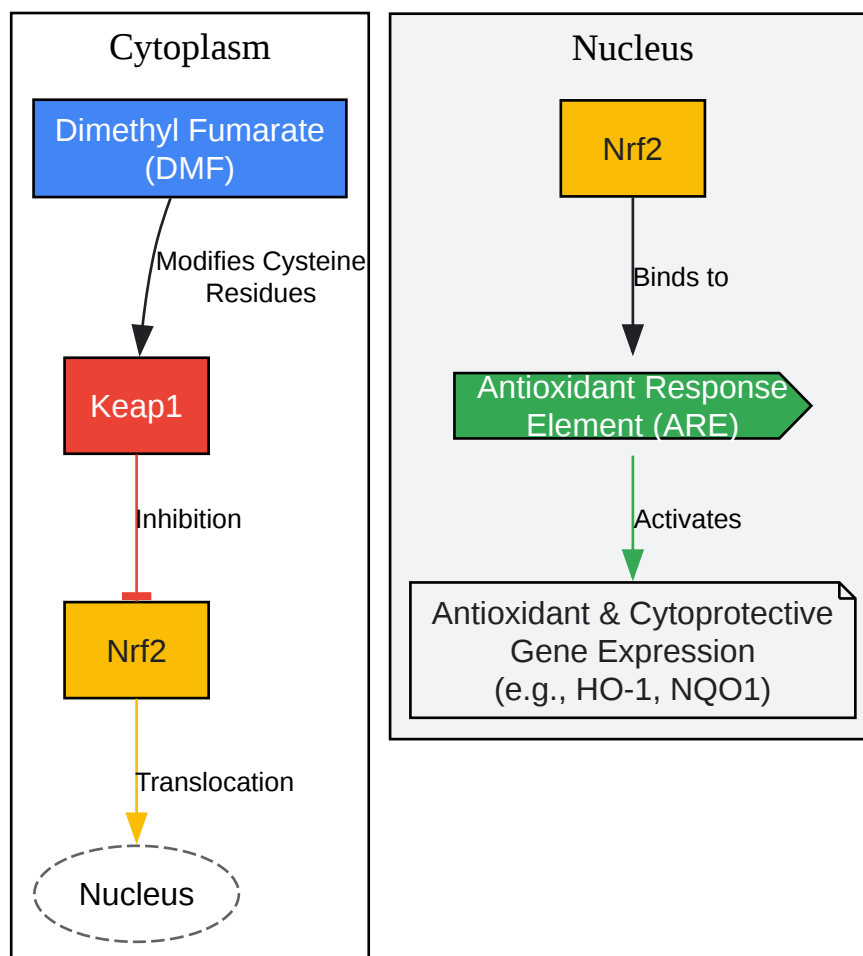 Cytoplasm
Dimethyl Fumarate
(DMF)
Modifies Cysteine
Residues
Keap1
Inhibition
Nrf2
Translocation
Nucleus
Nucleus
Nrf2
Binds to
Antioxidant Response
Element (ARE)
Activates
Antioxidant & Cytoprotective
Gene Expression
(e.g., HO-1, NQO1)